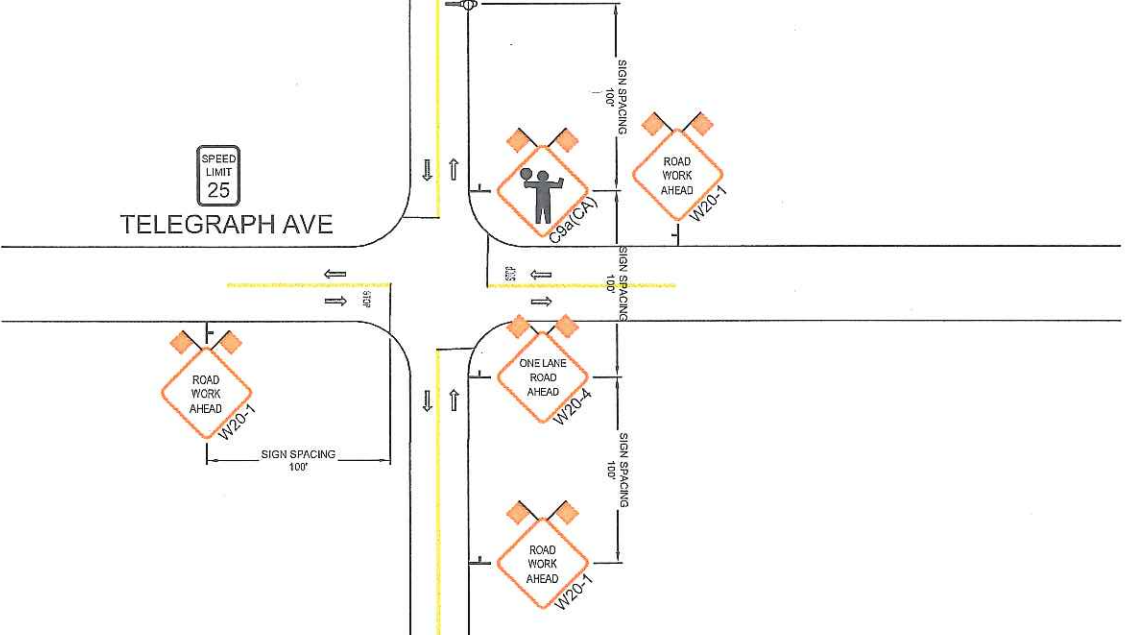 SIGN SPACING
100'
SPEED
LIMIT
25
TELEGRAPH AVE
C9a(CA)
ROAD
WORK
AHEAD
W20-1
SIGN SPACING
100'
STOP
STOP
ONE LANE
ROAD
AHEAD
W20-4
ROAD
WORK
AHEAD
W20-1
SIGN SPACING
100'
SIGN SPACING
100'
ROAD
WORK
AHEAD
W20-1